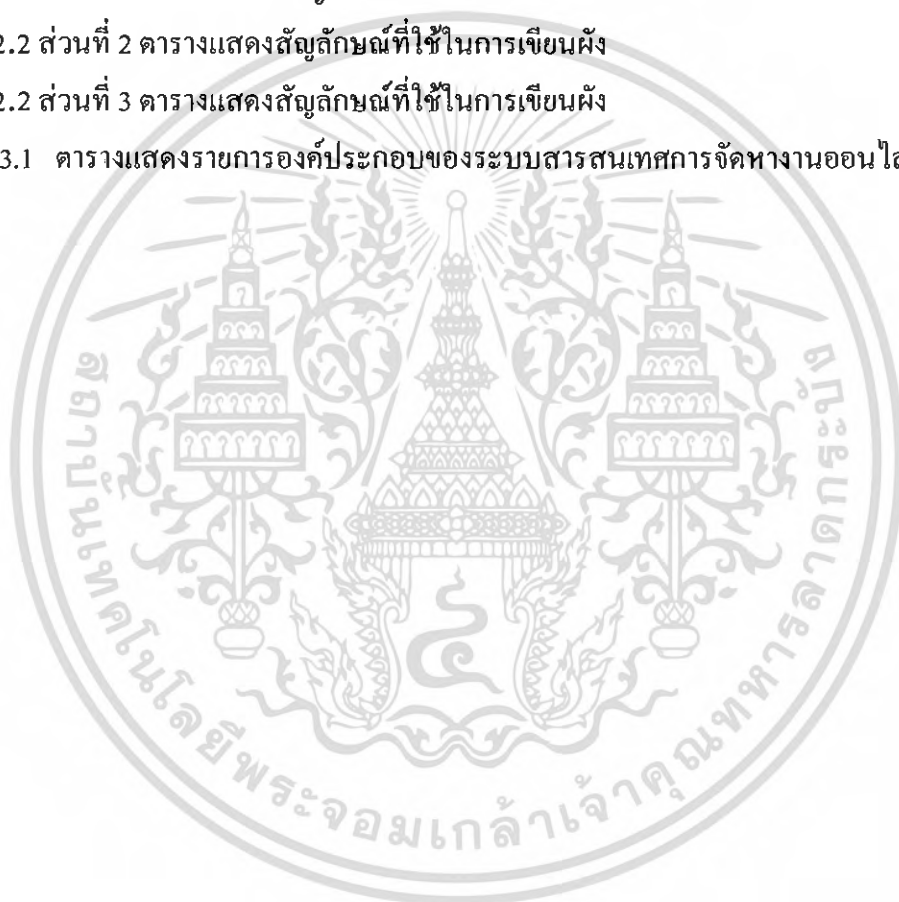 2.2 ส่วนที่ 2 ตารางแสดงสัญลักษณ์ที่ใช้ในการเขียนผัง
2.2 ส่วนที่ 3 ตารางแสดงสัญลักษณ์ที่ใช้ในการเขียนผัง
3.1 ตารางแสดงรายการองค์ประกอบของระบบสารสนเทศการจัดหางานออนไล
สถาบันเทคโนโลยีพระจอมเกล้าเจ้าคุณทหารลาดกระบัง